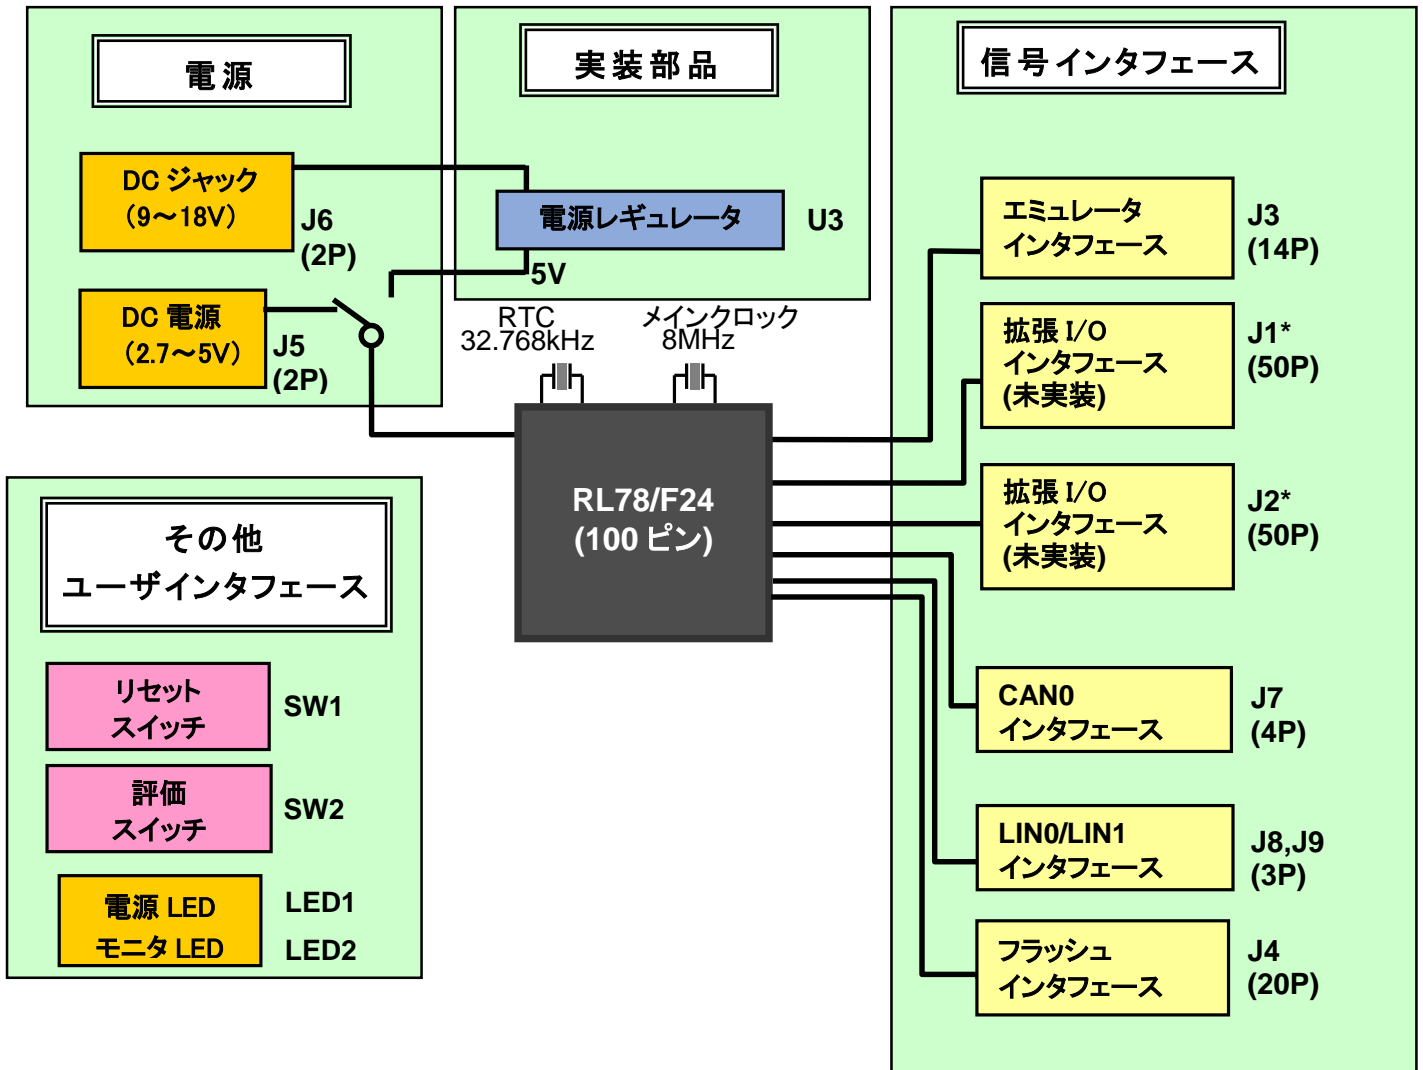 電源
DC ジャック
(9～18V)
J6
(2P)
DC 電源
(2.7～5V)
J5
(2P)
実装部品
電源レギュレータ
U3
5V
RTC
32.768kHz
メインクロック
8MHz
RL78/F24
(100 ピン)
信号インタフェース
エミュレータ
インタフェース
J3
(14P)
拡張 I/O
インタフェース
(未実装)
J1*
(50P)
拡張 I/O
インタフェース
(未実装)
J2*
(50P)
CAN0
インタフェース
J7
(4P)
LIN0/LIN1
インタフェース
J8,J9
(3P)
フラッシュ
インタフェース
J4
(20P)
その他
ユーザインタフェース
リセット
スイッチ
SW1
評価
スイッチ
SW2
電源 LED
モニタ LED
LED1
LED2